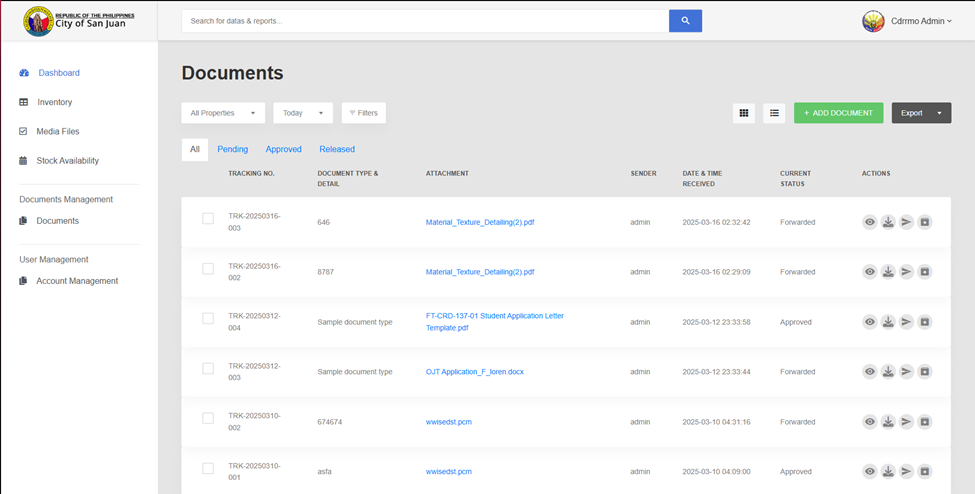 REPUBLIC OF THE PHILIPPINES
City of San Juan
Search for datas & reports...
Cdrrmo Admin
Dashboard
Inventory
Media Files
Stock Availability
Documents Management
Documents
User Management
Account Management
Documents
All Properties Today Filters + ADD DOCUMENT Export
All Pending Approved Released
TRACKING NO. DOCUMENT TYPE & ATTACHMENT SENDER DATE & TIME CURRENT ACTIONS
DETAIL RECEIVED STATUS
TRK-20250316-
003
646 Material_Texture_Detailing(2).pdf admin 2025-03-16 02:32:42 Forwarded
TRK-20250316-
002
8787 Material_Texture_Detailing(2).pdf admin 2025-03-16 02:29:09 Forwarded
TRK-20250312-
004
Sample document type
FT-CRD-137-01 Student Application Letter
Template.pdf
admin 2025-03-12 23:33:58 Approved
TRK-20250312-
003
Sample document type OJT Application_F_loren.docx admin 2025-03-12 23:33:44 Forwarded
TRK-20250310-
002
674674 wwisedst.pcm admin 2025-03-10 04:31:16 Forwarded
TRK-20250310-
001
asfa wwisedst.pcm admin 2025-03-10 04:09:00 Approved